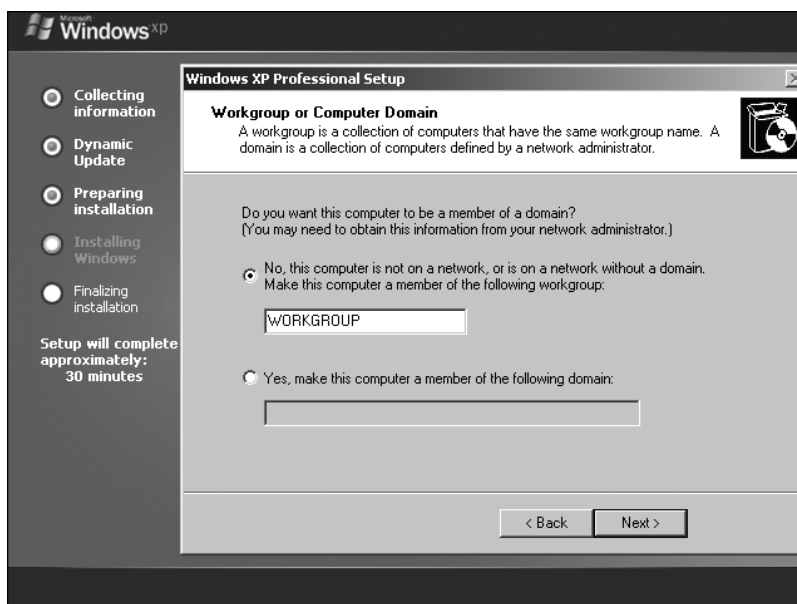 Microsoft
Windows xp
Collecting
information
Dynamic
Update
Preparing
installation
Installing
Windows
Finalizing
installation
Setup will complete
approximately:
30 minutes
Windows XP Professional Setup
Workgroup or Computer Domain
A workgroup is a collection of computers that have the same workgroup name. A
domain is a collection of computers defined by a network administrator.
Do you want this computer to be a member of a domain?
(You may need to obtain this information from your network administrator.)
No, this computer is not on a network, or is on a network without a domain.
Make this computer a member of the following workgroup:
WORKGROUP
Yes, make this computer a member of the following domain:
< Back
Next >